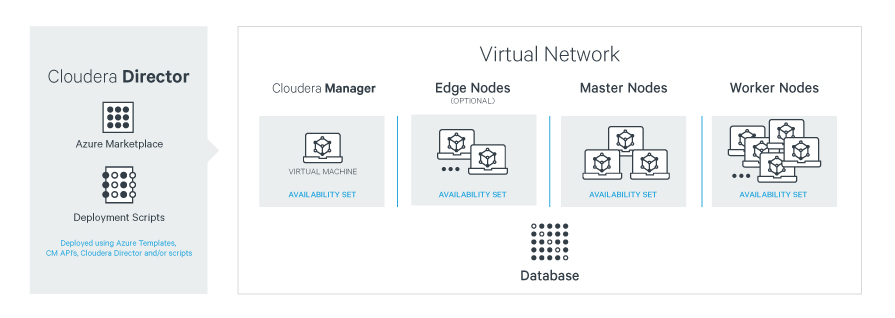 Cloudera Director
Azure Marketplace
Deployment Scripts
Deployed using Azure Templates,
CM API's, Cloudera Director and/or scripts
Virtual Network
Cloudera Manager
VIRTUAL MACHINE
AVAILABILITY SET
Edge Nodes
(OPTIONAL)
AVAILABILITY SET
Master Nodes
AVAILABILITY SET
Worker Nodes
AVAILABILITY SET
Database